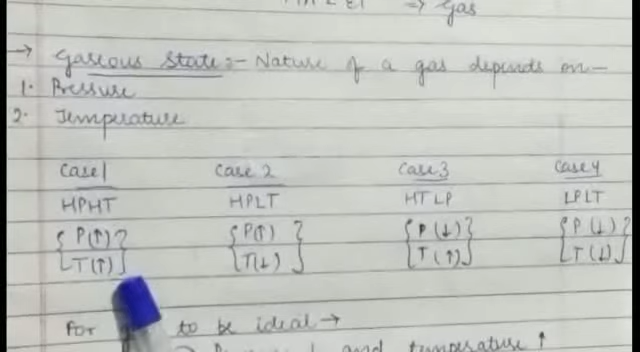 ⇒ Gas
→ Gaseous State:- Nature of a gas depends on-
1. Pressure
2. Temperature
Case 1 Case 2 Case 3 Case 4
HPHT HPLT HTLP LPLT
{ P(↑) } { P(↑) } { P(↓) } { P(↓) }
[ T(↑) ] [ T(↓) ] [ T(↑) ] [ T(↓) ]
For to be ideal →
and temperature ↑